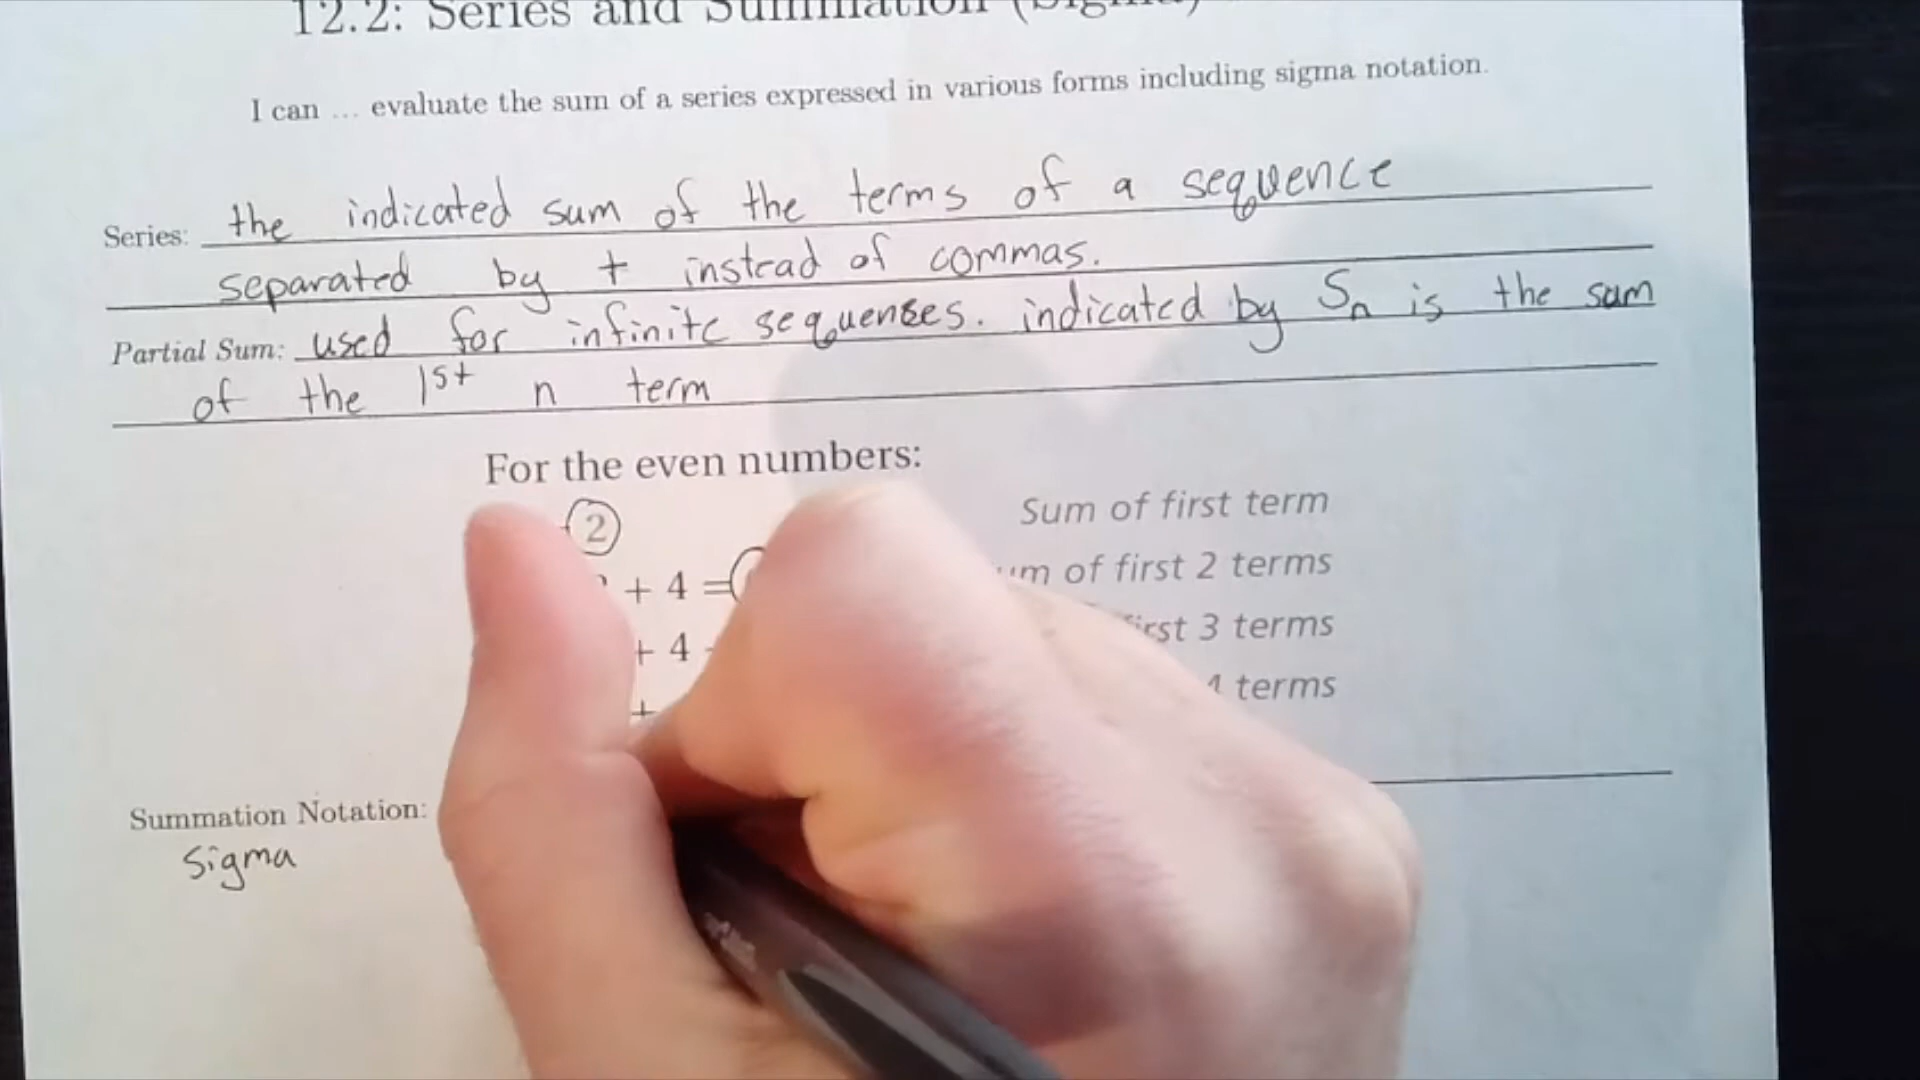 12.2: Series and Summation (Sigma)
I can ... evaluate the sum of a series expressed in various forms including sigma notation.
Series: the indicated sum of the terms of a sequence
separated by + instead of commas.
Partial Sum: used for infinite sequences. indicated by Sn is the sum
of the 1st n term
For the even numbers:
2 Sum of first term
+ 4 = of first 2 terms
+ 4 3 terms
+ terms
Summation Notation:
Sigma